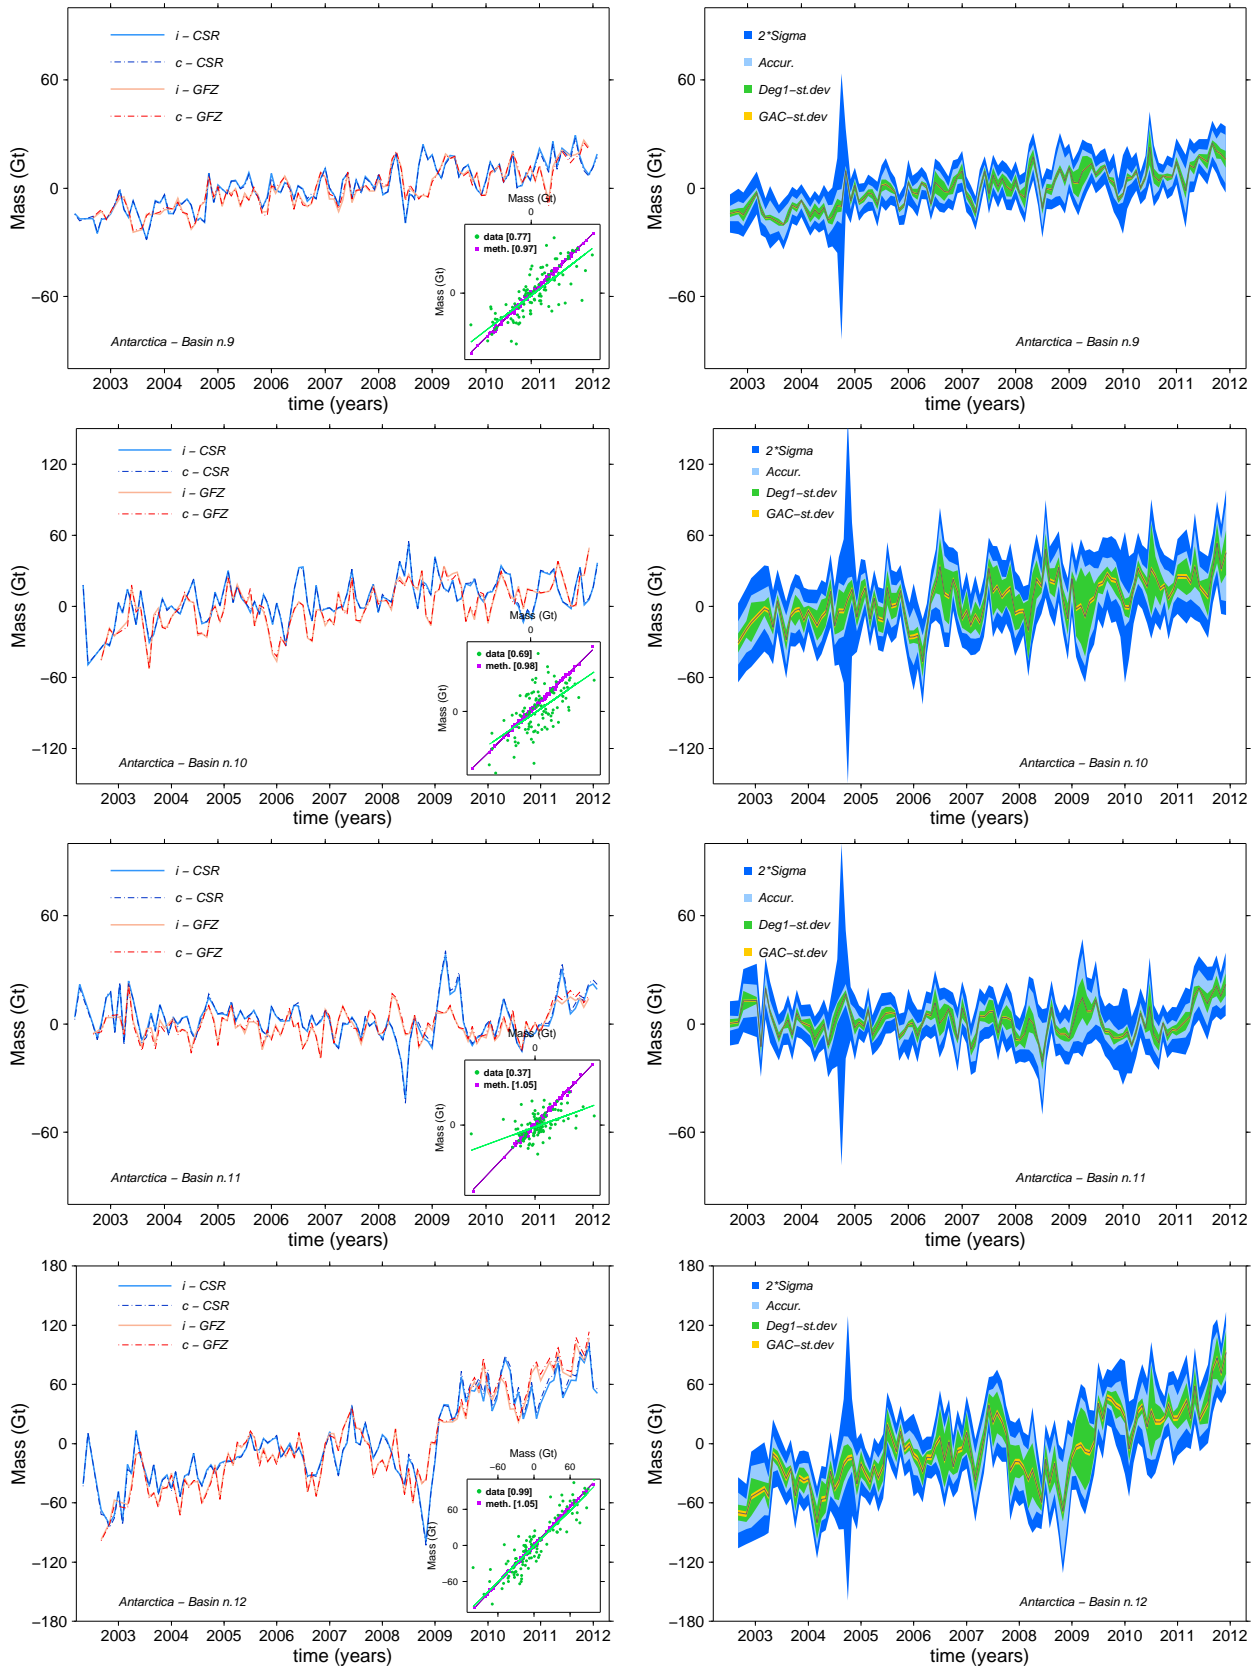 i − CSR
c − CSR
i − GFZ
c − GFZ
60
0
−60
Mass (Gt)
Mass (Gt)
0
data [0.77]
meth. [0.97]
Mass (Gt)
0
Antarctica − Basin n.9
2003 2004 2005 2006 2007 2008 2009 2010 2011 2012
time (years)
2*Sigma
Accur.
Deg1−st.dev
GAC−st.dev
60
0
−60
Mass (Gt)
Antarctica − Basin n.9
2003 2004 2005 2006 2007 2008 2009 2010 2011 2012
time (years)
i − CSR
c − CSR
i − GFZ
c − GFZ
120
60
0
−60
−120
Mass (Gt)
Mass (Gt)
0
data [0.69]
meth. [0.98]
Mass (Gt)
0
Antarctica − Basin n.10
2003 2004 2005 2006 2007 2008 2009 2010 2011 2012
time (years)
2*Sigma
Accur.
Deg1−st.dev
GAC−st.dev
120
60
0
−60
−120
Mass (Gt)
Antarctica − Basin n.10
2003 2004 2005 2006 2007 2008 2009 2010 2011 2012
time (years)
i − CSR
c − CSR
i − GFZ
c − GFZ
60
0
−60
Mass (Gt)
Mass (Gt)
0
data [0.37]
meth. [1.05]
Mass (Gt)
0
Antarctica − Basin n.11
2003 2004 2005 2006 2007 2008 2009 2010 2011 2012
time (years)
2*Sigma
Accur.
Deg1−st.dev
GAC−st.dev
60
0
−60
Mass (Gt)
Antarctica − Basin n.11
2003 2004 2005 2006 2007 2008 2009 2010 2011 2012
time (years)
i − CSR
c − CSR
i − GFZ
c − GFZ
180
120
60
0
−60
−120
−180
Mass (Gt)
Mass (Gt)
−60 0 60
data [0.99]
meth. [1.05]
60
0
−60
Mass (Gt)
Antarctica − Basin n.12
2003 2004 2005 2006 2007 2008 2009 2010 2011 2012
time (years)
2*Sigma
Accur.
Deg1−st.dev
GAC−st.dev
180
120
60
0
−60
−120
−180
Mass (Gt)
Antarctica − Basin n.12
2003 2004 2005 2006 2007 2008 2009 2010 2011 2012
time (years)